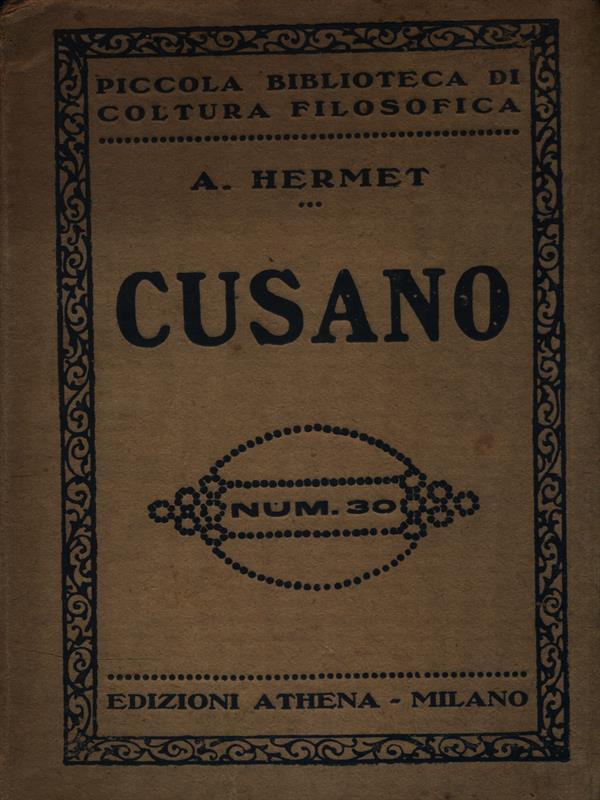 PICCOLA BIBLIOTECA DI
COLTURA FILOSOFICA
A. HERMET
CUSANO
NUM. 30
EDIZIONI ATHENA - MILANO